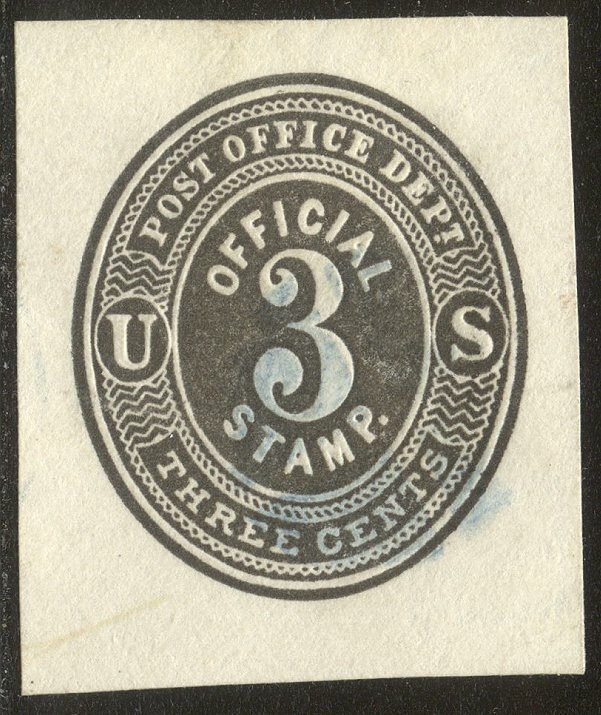 POST OFFICE DEPT.
OFFICIAL
U 3 S
STAMP.
THREE CENTS